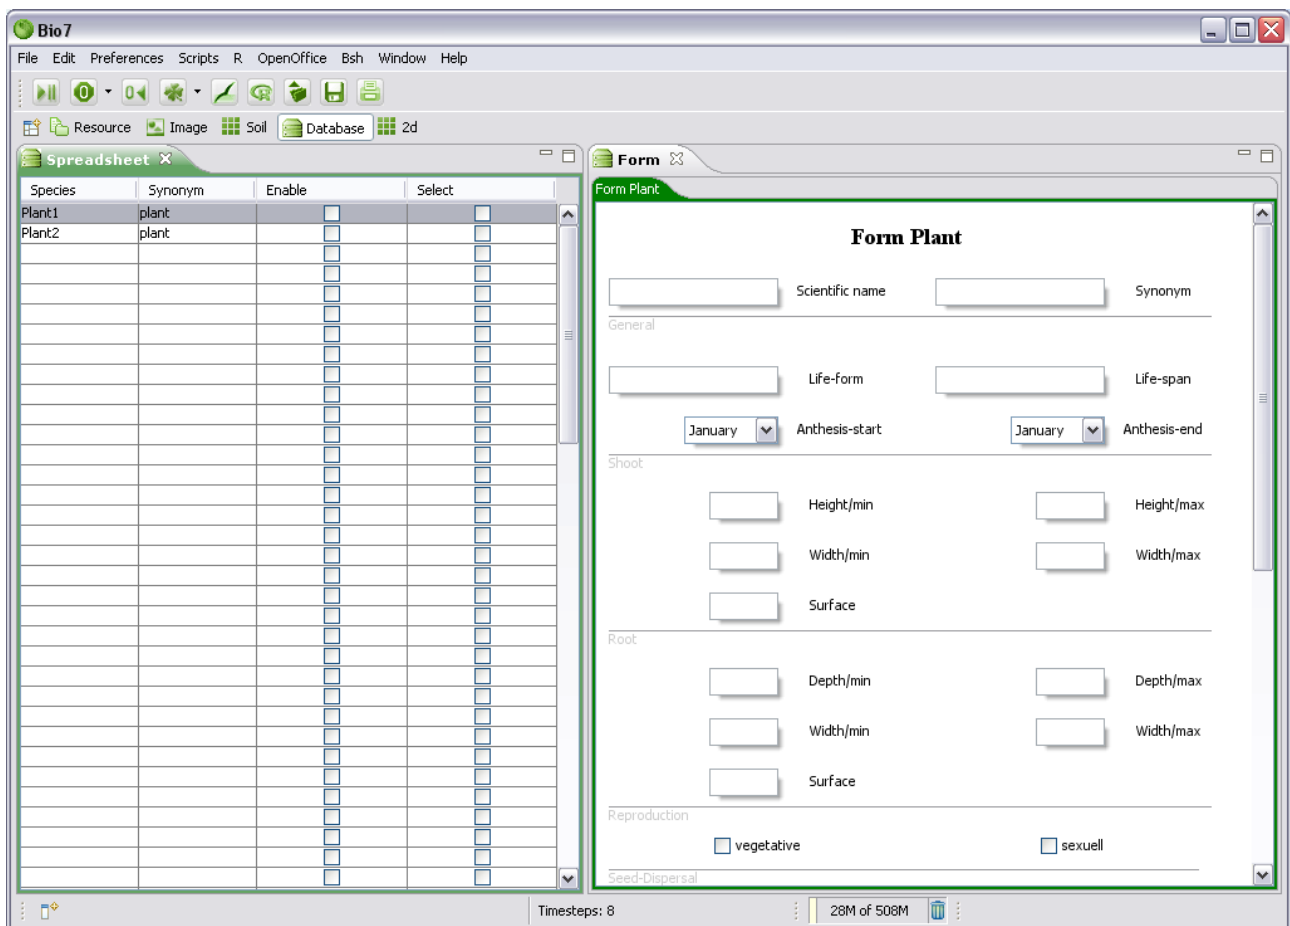 Bio7
File Edit Preferences Scripts R OpenOffice Bsh Window Help
Resource Image Soil Database 2d
Spreadsheet
Species Synonym Enable Select
Plant1 plant
Plant2 plant
Form
Form Plant
Form Plant
Scientific name Synonym
General
Life-form Life-span
January Anthesis-start January Anthesis-end
Shoot
Height/min Height/max
Width/min Width/max
Surface
Root
Depth/min Depth/max
Width/min Width/max
Surface
Reproduction
vegetative sexuell
Seed-Dispersal
Timesteps: 8 28M of 508M